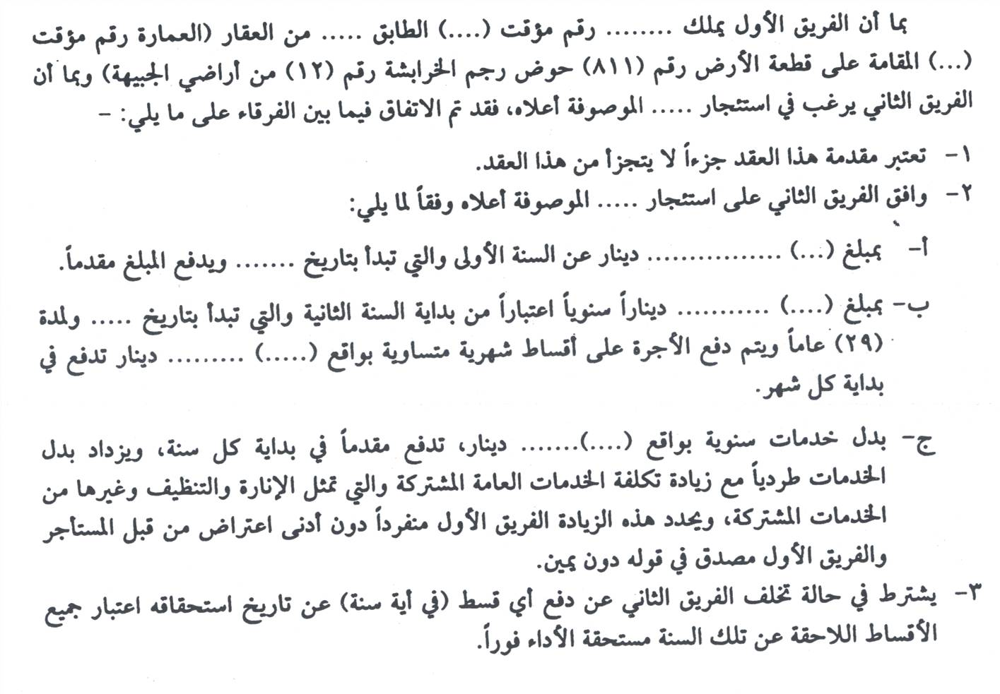 بما أن الفريق الأول يملك ........ رقم مؤقت (....) الطابق ..... من العقار (العمارة رقم مؤقت
(...) المقامة على قطعة الأرض رقم (٨١١) حوض رجم الخرابشة رقم (١٢) من أراضي الجبيهة) وبما أن
الفريق الثاني يرغب في استئجار ..... الموصوفة أعلاه، فقد تم الاتفاق فيما بين الفرقاء على ما يلي: -
١- تعتبر مقدمة هذا العقد جزءاً لا يتجزأ من هذا العقد.
٢- وافق الفريق الثاني على استئجار ..... الموصوفة أعلاه وفقاً لما يلي:
أ- بمبلغ (...) ................ دينار عن السنة الأولى والتي تبدأ بتاريخ ....... ويدفع المبلغ مقدماً.
ب- بمبلغ (....) ........... ديناراً سنوياً اعتباراً من بداية السنة الثانية والتي تبدأ بتاريخ ..... ولمدة
(٢٩) عاماً ويتم دفع الأجرة على أقساط شهرية متساوية بواقع (.....) ......... دينار تدفع في
بداية كل شهر.
ج- بدل خدمات سنوية بواقع (....)....... دينار، تدفع مقدماً في بداية كل سنة، ويزداد بدل
الخدمات طردياً مع زيادة تكلفة الخدمات العامة المشتركة والتي تمثل الإنارة والتنظيف وغيرها من
الخدمات المشتركة، ويحدد هذه الزيادة الفريق الأول منفرداً دون أدنى اعتراض من قبل المستأجر
والفريق الأول مصدق في قوله دون يمين.
٣- يشترط في حالة تخلف الفريق الثاني عن دفع أي قسط (في أية سنة) عن تاريخ استحقاقه اعتبار جميع
الأقساط اللاحقة عن تلك السنة مستحقة الأداء فوراً.